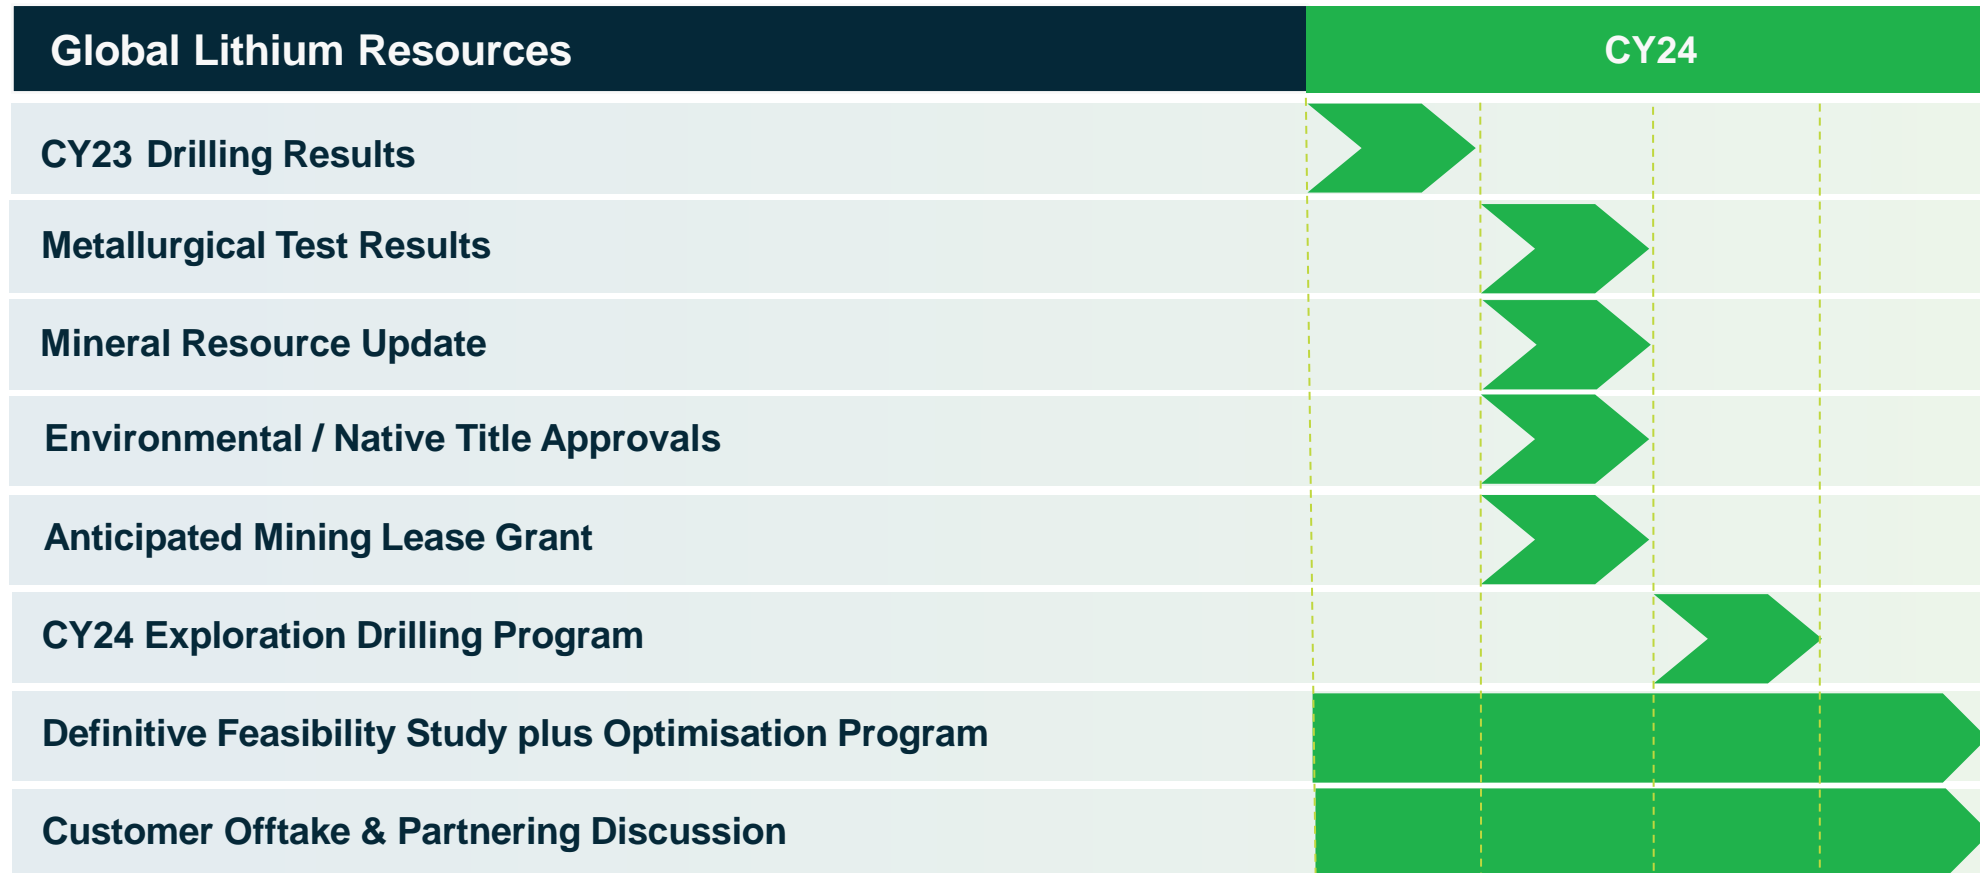 Global Lithium Resources
CY24
CY23 Drilling Results
Metallurgical Test Results
Mineral Resource Update
Environmental / Native Title Approvals
Anticipated Mining Lease Grant
CY24 Exploration Drilling Program
Definitive Feasibility Study plus Optimisation Program
Customer Offtake & Partnering Discussion